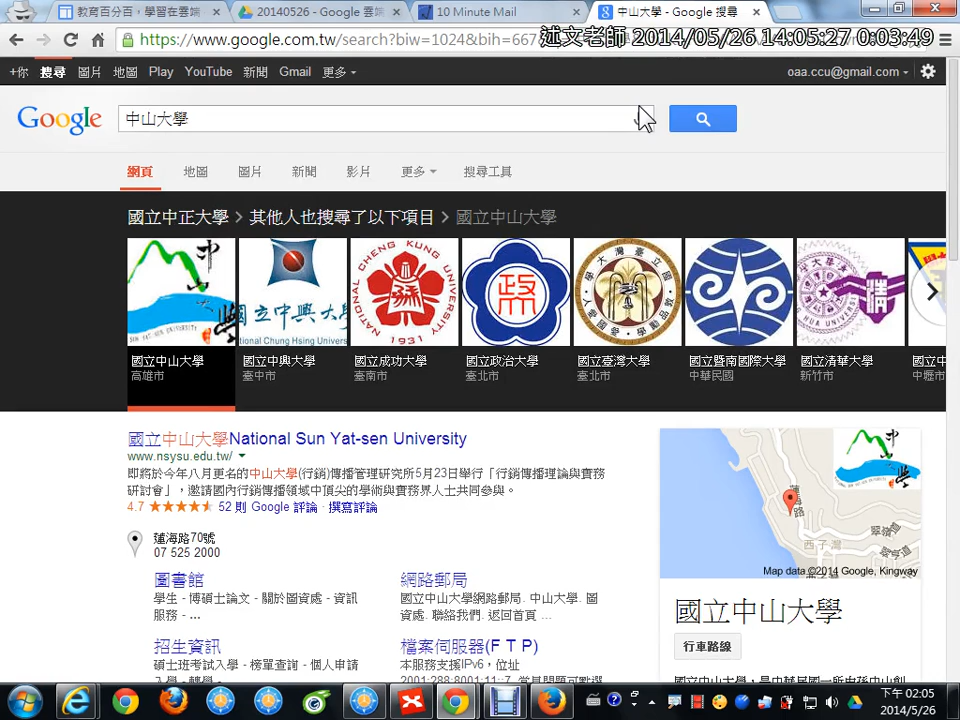 教育百分百，學習在雲端
20140526 - Google 雲端
10 Minute Mail
中山大學 - Google 搜尋
https://www.google.com.tw/search?biw=1024&bih=667
述文老師 2014/05/26 14:05:27 0:03:49
+你 搜尋 圖片 地圖 Play YouTube 新聞 Gmail 更多
oaa.ccu@gmail.com
Google
中山大學
網頁 地圖 圖片 新聞 影片 更多 搜尋工具
國立中正大學 > 其他人也搜尋了以下項目 > 國立中山大學
NATIONAL CHENG KUNG UNIVERSITY
1931
政
國立中山大學
高雄市
國立中興大學
臺中市
國立成功大學
臺南市
國立政治大學
臺北市
國立臺灣大學
臺北市
國立暨南國際大學
中華民國
國立清華大學
新竹市
國立中
中壢市
國立中山大學National Sun Yat-sen University
www.nsysu.edu.tw/
即將於今年八月更名的中山大學(行銷)傳播管理研究所5月23日舉行「行銷傳播理論與實務
研討會」，邀請國內行銷傳播領域中頂尖的學術與實務界人士共同參與。
4.7 52 則 Google 評論 · 撰寫評論
蓮海路70號
07 525 2000
圖書館
學生 - 博碩士論文 - 關於圖資處 - 資訊
服務 - ...
網路郵局
國立中山大學網路郵局. 中山大學. 圖
資處. 聯絡我們. 返回首頁 ...
招生資訊
碩士班考試入學 - 榜單查詢 - 個人申請
檔案伺服器(F T P)
本服務支援IPv6，位址
蓮海路
西子灣
Map data ©2014 Google, Kingway
國立中山大學
行車路線
下午 02:05
2014/5/26